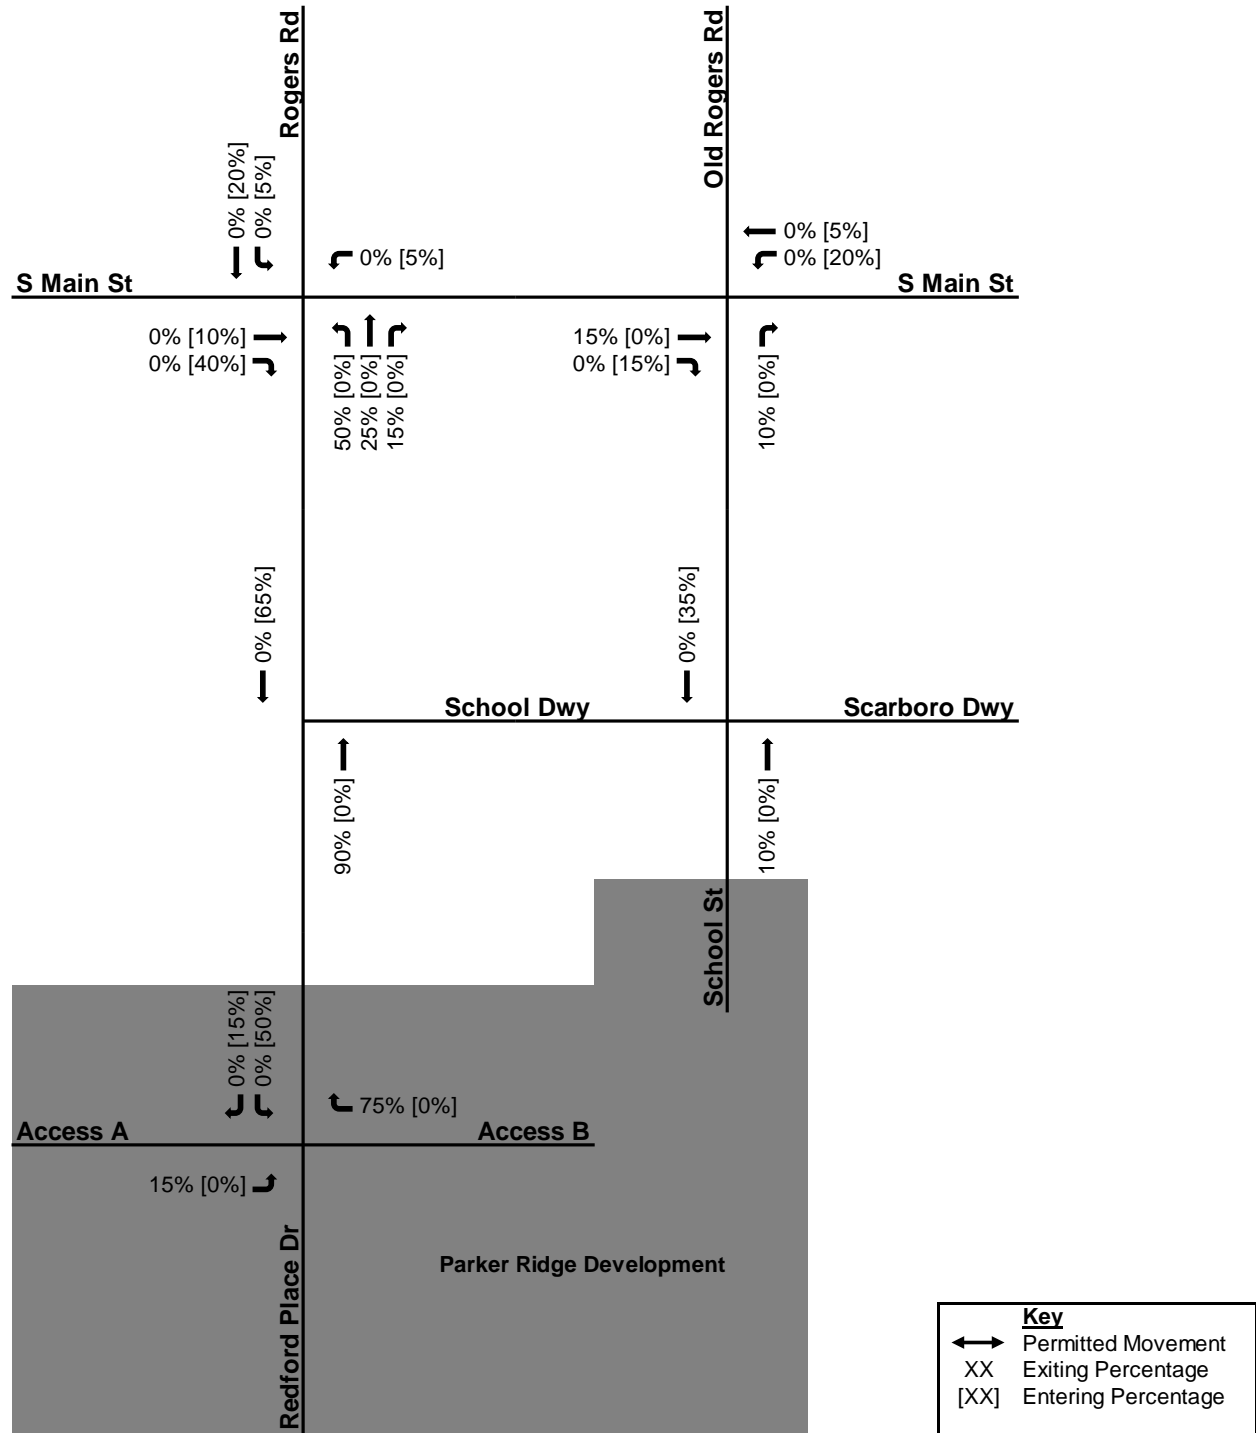 Rogers Rd
Old Rogers Rd
0% [20%]
0% [5%]
0% [5%]
0% [5%]
0% [20%]
S Main St
S Main St
0% [10%]
0% [40%]
50% [0%]
25% [0%]
15% [0%]
15% [0%]
0% [15%]
10% [0%]
0% [65%]
0% [35%]
School Dwy
Scarboro Dwy
90% [0%]
10% [0%]
School St
0% [15%]
0% [50%]
75% [0%]
Access A
Access B
15% [0%]
Redford Place Dr
Parker Ridge Development
Key
Permitted Movement
XX Exiting Percentage
[XX] Entering Percentage